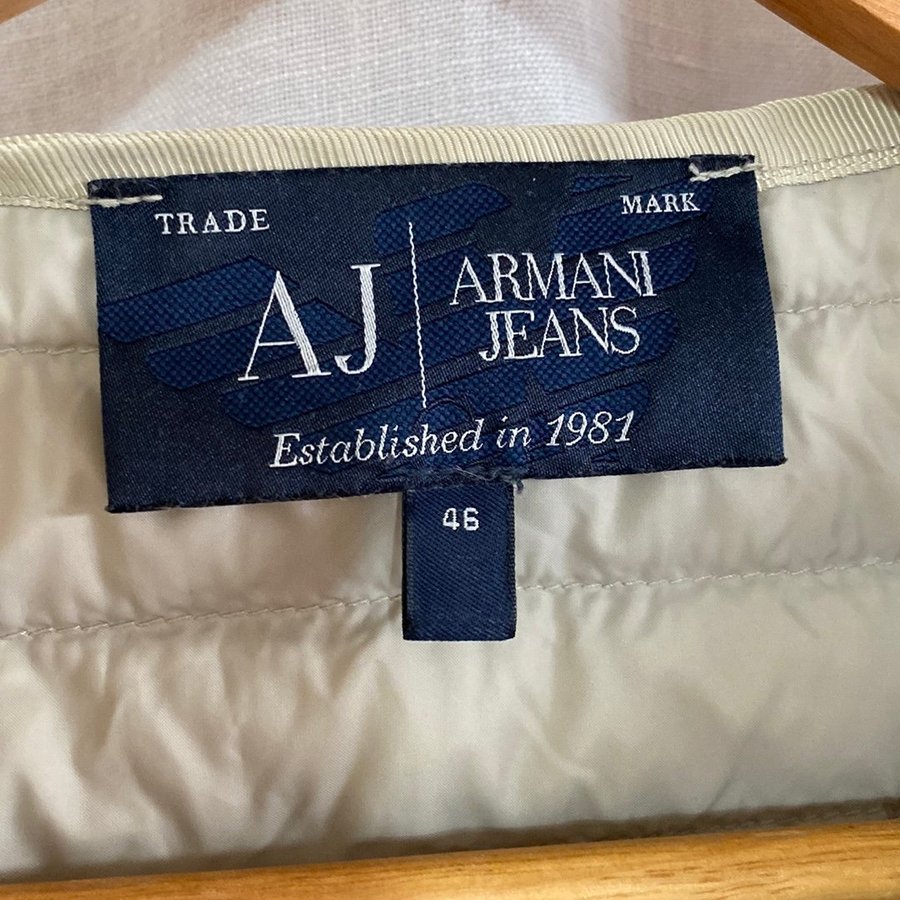 TRADE MARK
AJ
ARMANI
JEANS
Established in 1981
46